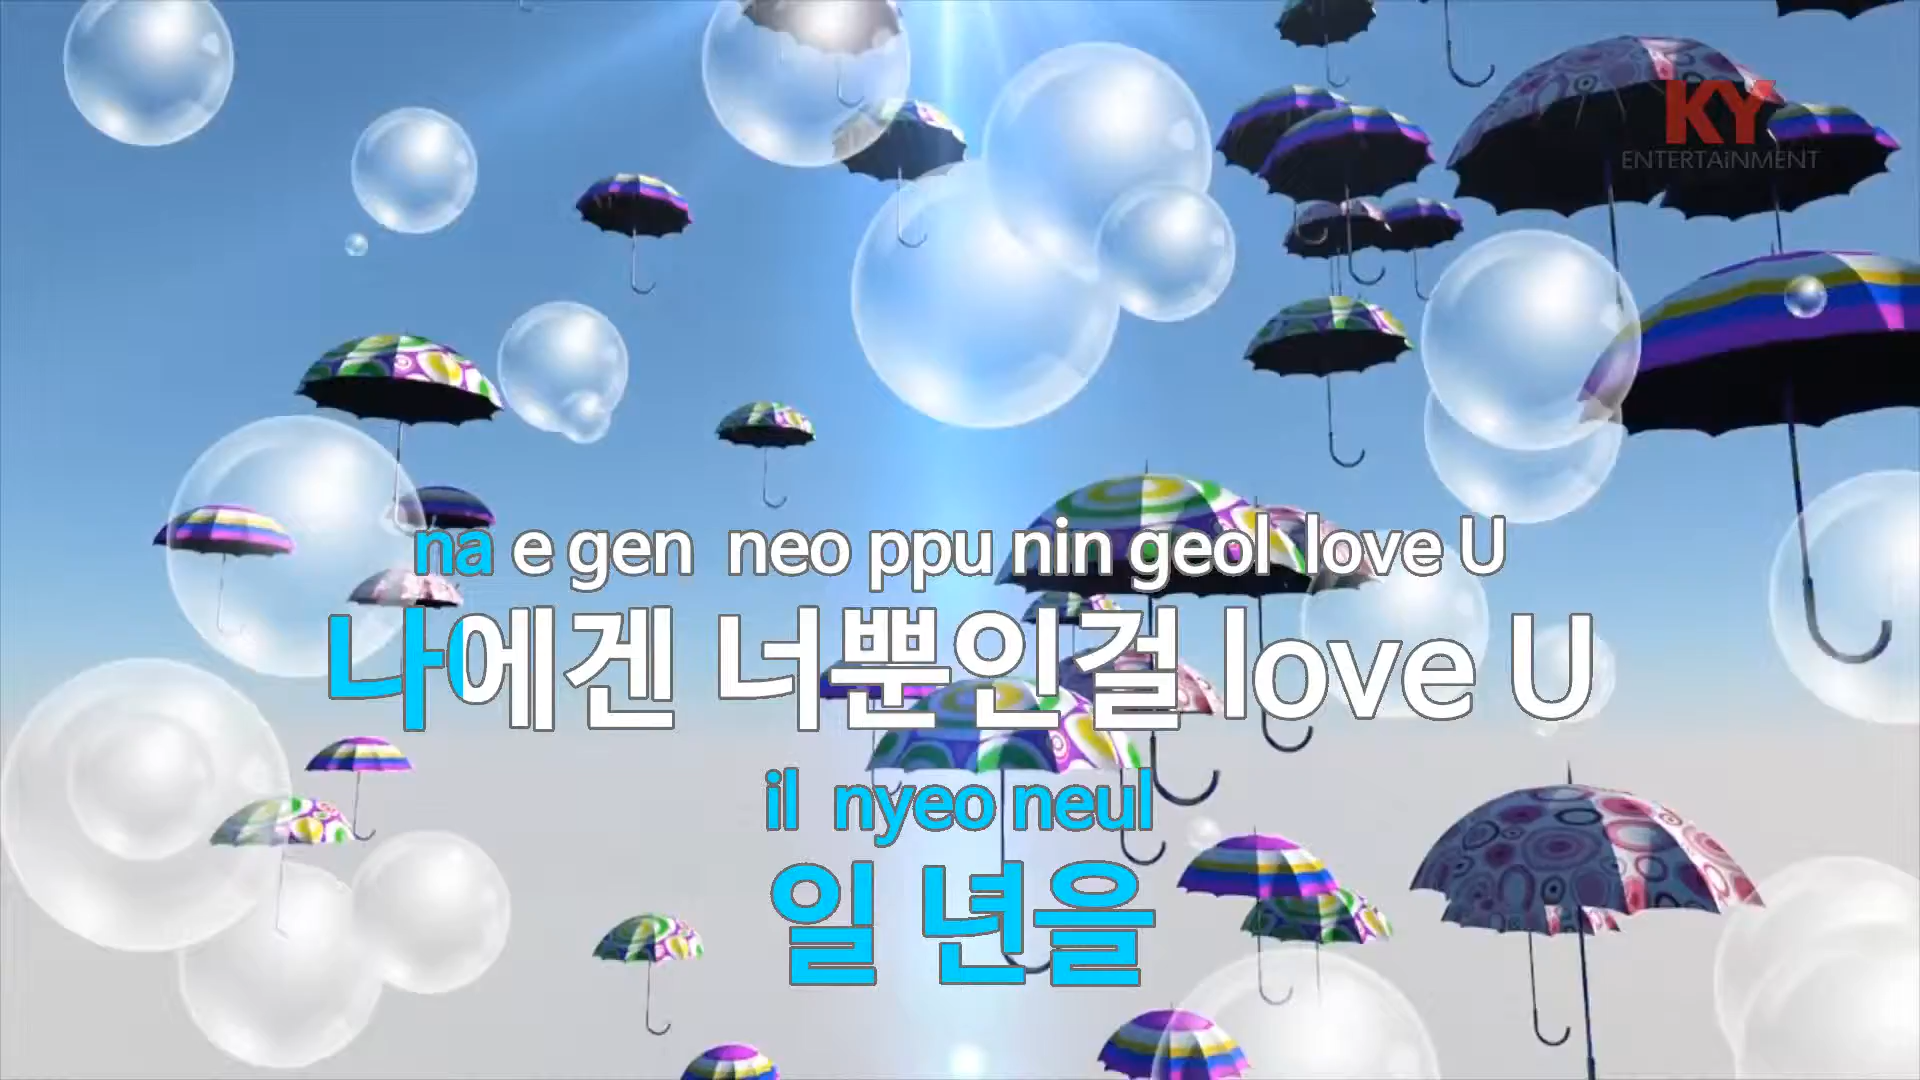 KY
ENTERTAiNMENT
na e gen neo ppu nin geol love U
나에겐 너뿐인걸 love U
il nyeo neul
일 년을